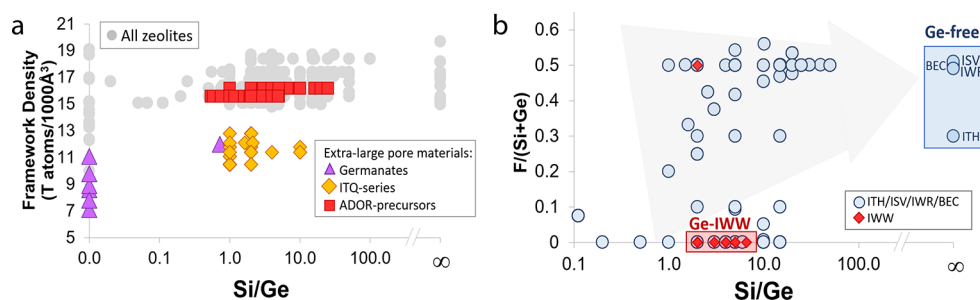 a
Framework Density
(T atoms/1000Å³)
21
19
17
15
13
11
9
7
5
All zeolites
Extra-large pore materials:
Germanates
ITQ-series
ADOR-precursors
0.0
0.1
1.0
10.0
100.0
∞
Si/Ge
b
F/(Si+Ge)
0.6
0.5
0.4
0.3
0.2
0.1
0
Ge-free
BEC
ISV
IWR
ITH
Ge-IWW
ITH/ISV/IWR/BEC
IWW
0.1
1.0
10.0
100.0
∞
Si/Ge